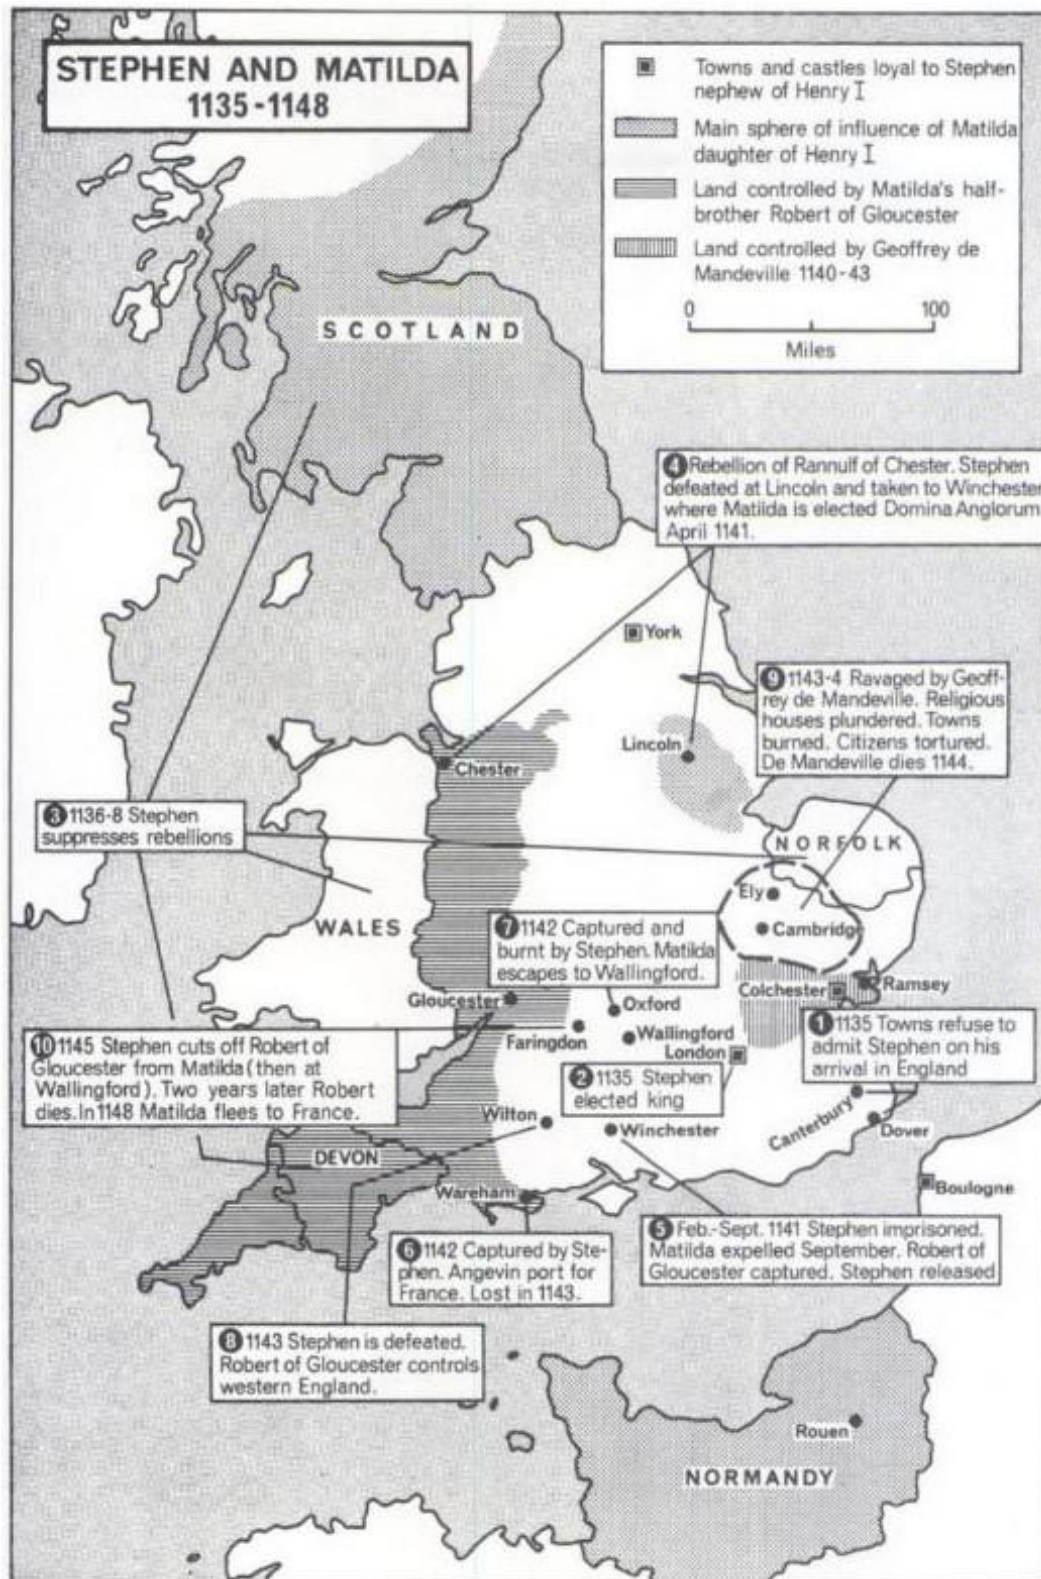 STEPHEN AND MATILDA
1135-1148
Towns and castles loyal to Stephen
nephew of Henry I
Main sphere of influence of Matilda
daughter of Henry I
Land controlled by Matilda's half-
brother Robert of Gloucester
Land controlled by Geoffrey de
Mandeville 1140-43
0 100
Miles
SCOTLAND
4 Rebellion of Rannulf of Chester. Stephen
defeated at Lincoln and taken to Winchester
where Matilda is elected Domina Anglorum
April 1141.
York
9 1143-4 Ravaged by Geoff-
rey de Mandeville. Religious
houses plundered. Towns
burned. Citizens tortured.
De Mandeville dies 1144.
Lincoln
Chester
3 1136-8 Stephen
suppresses rebellions
NORFOLK
Ely
Cambridge
WALES
7 1142 Captured and
burnt by Stephen. Matilda
escapes to Wallingford.
Gloucester
Oxford
Colchester
Ramsey
Faringdon
Wallingford
London
1 1135 Towns refuse to
admit Stephen on his
arrival in England
10 1145 Stephen cuts off Robert of
Gloucester from Matilda (then at
Wallingford). Two years later Robert
dies. In 1148 Matilda flees to France.
2 1135 Stephen
elected king
Wilton
Winchester
Canterbury
Dover
DEVON
Wareham
Boulogne
6 1142 Captured by Ste-
phen. Angevin port for
France. Lost in 1143.
5 Feb.-Sept. 1141 Stephen imprisoned.
Matilda expelled September. Robert of
Gloucester captured. Stephen released
8 1143 Stephen is defeated.
Robert of Gloucester controls
western England.
Rouen
NORMANDY